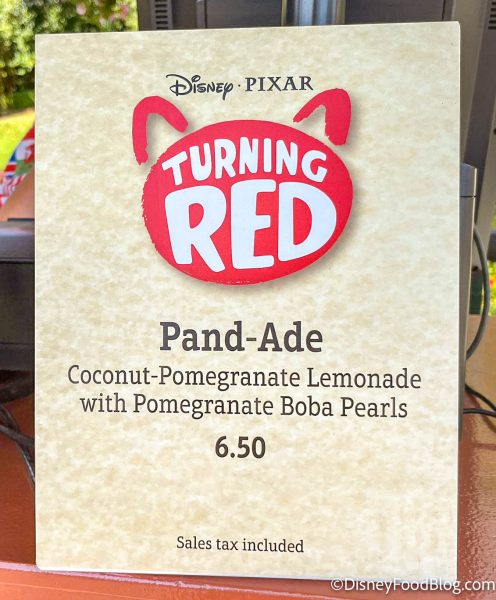 Disney · PIXAR
TURNING
RED
Pand-Ade
Coconut-Pomegranate Lemonade
with Pomegranate Boba Pearls
6.50
Sales tax included
©DisneyFoodBlog.com